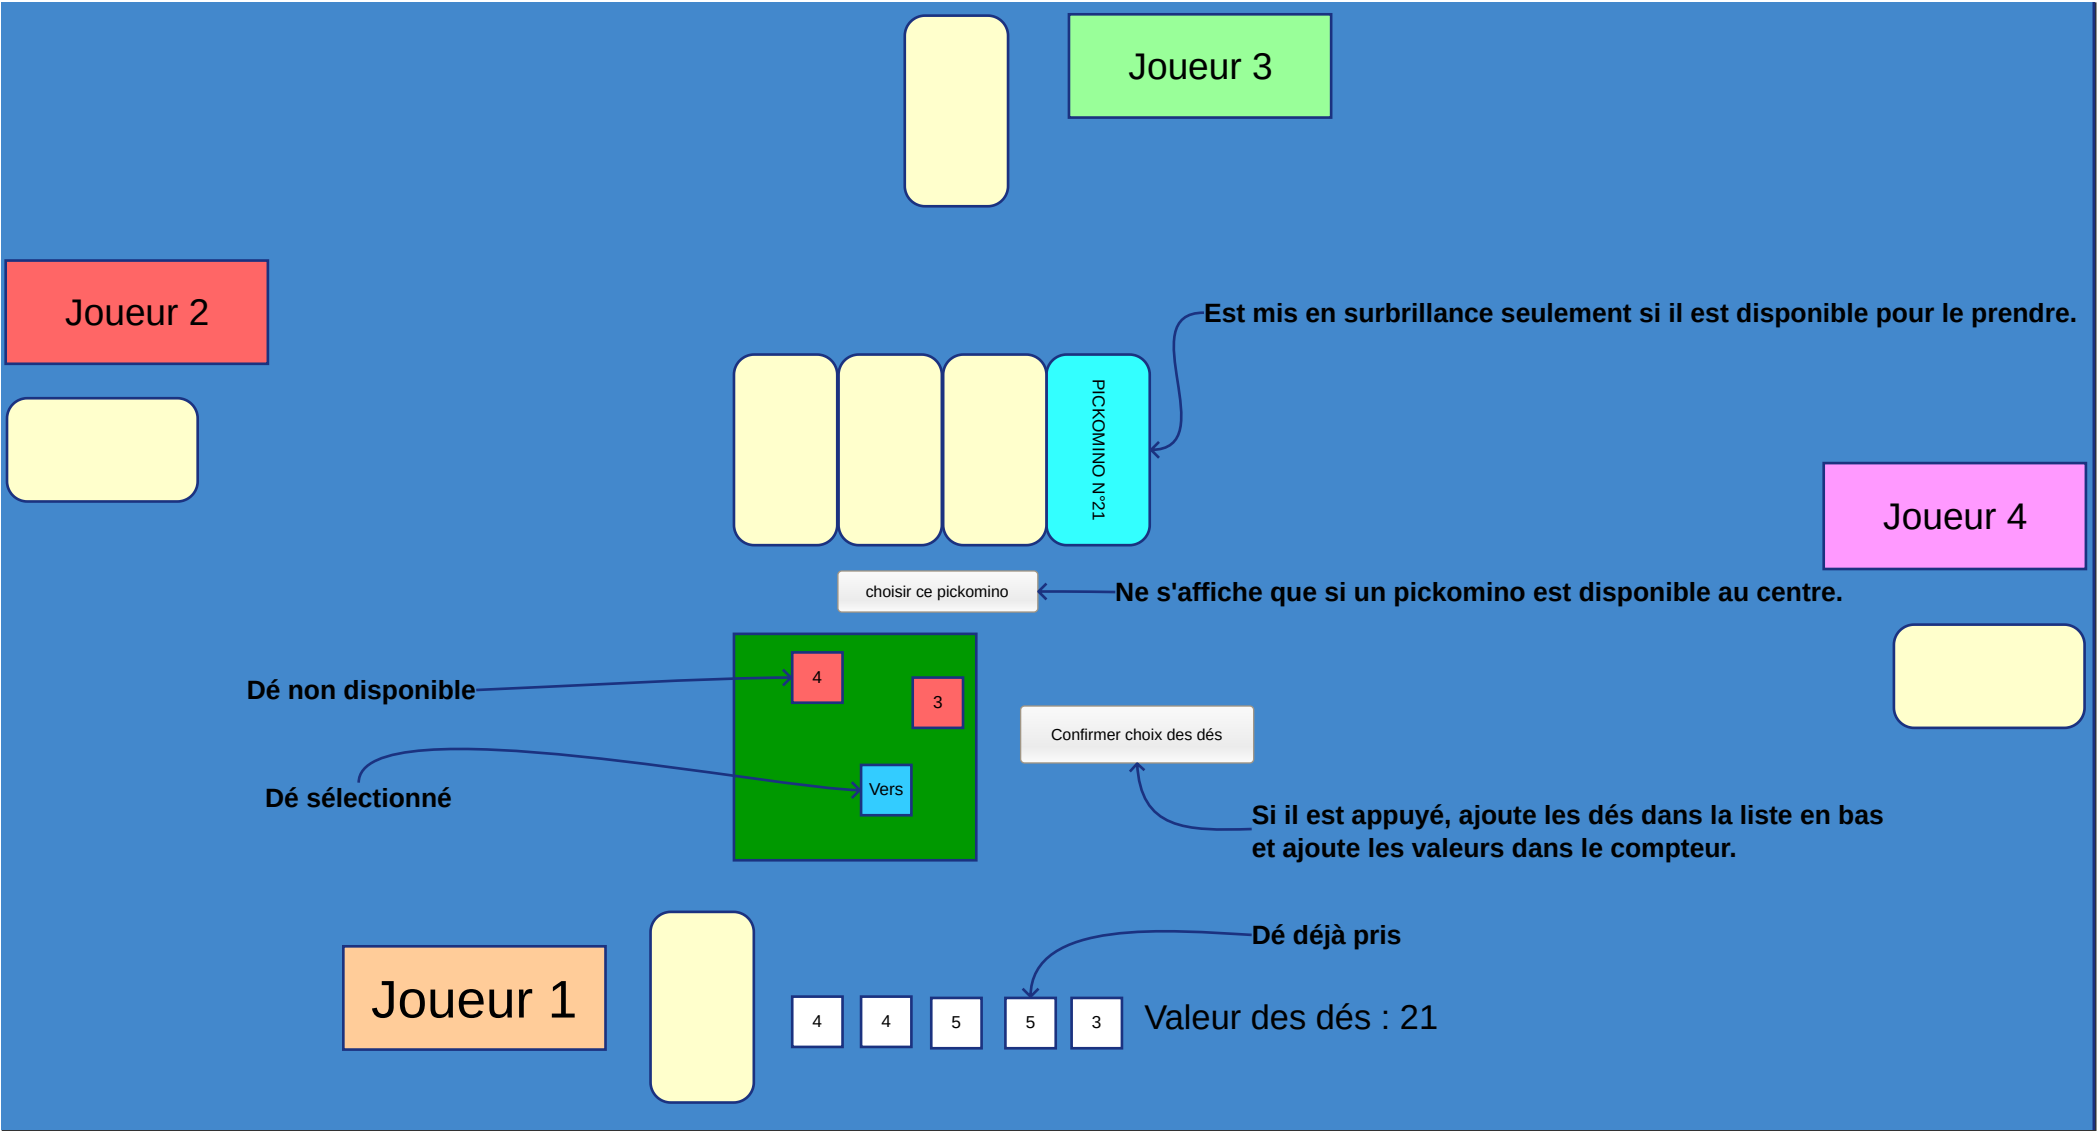 Joueur 3
Joueur 2
Est mis en surbrillance seulement si il est disponible pour le prendre.
PICKOMINO N°21
Joueur 4
choisir ce pickomino
Ne s'affiche que si un pickomino est disponible au centre.
4
Dé non disponible
3
Confirmer choix des dés
Vers
Dé sélectionné
Si il est appuyé, ajoute les dés dans la liste en bas
et ajoute les valeurs dans le compteur.
Dé déjà pris
Joueur 1
4 4 5 5 3 Valeur des dés : 21